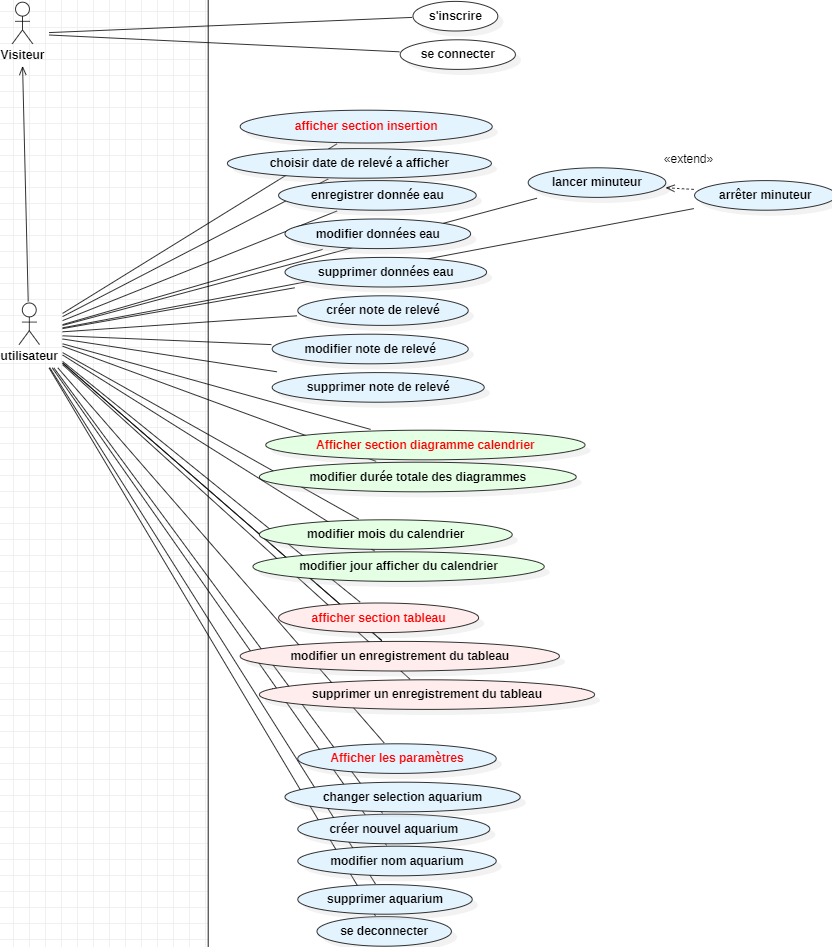 s'inscrire
Visiteur
se connecter
afficher section insertion
choisir date de relevé a afficher
«extend»
lancer minuteur
enregistrer donnée eau
arrêter minuteur
modifier données eau
supprimer données eau
créer note de relevé
modifier note de relevé
utilisateur
supprimer note de relevé
Afficher section diagramme calendrier
modifier durée totale des diagrammes
modifier mois du calendrier
modifier jour afficher du calendrier
afficher section tableau
modifier un enregistrement du tableau
supprimer un enregistrement du tableau
Afficher les paramètres
changer selection aquarium
créer nouvel aquarium
modifier nom aquarium
supprimer aquarium
se deconnecter